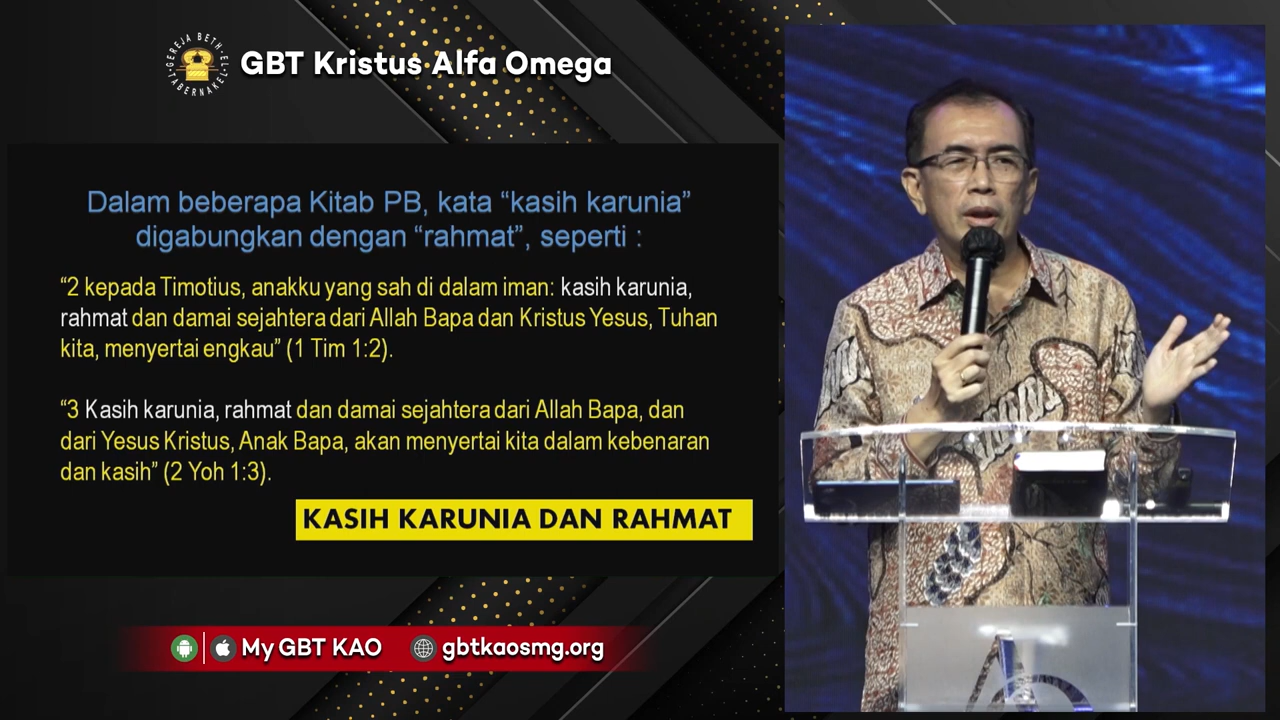 GEREJA BETH-EL TABERNAKEL
GBT Kristus Alfa Omega
Dalam beberapa Kitab PB, kata “kasih karunia”
digabungkan dengan “rahmat”, seperti :
“2 kepada Timotius, anakku yang sah di dalam iman: kasih karunia,
rahmat dan damai sejahtera dari Allah Bapa dan Kristus Yesus, Tuhan
kita, menyertai engkau” (1 Tim 1:2).
“3 Kasih karunia, rahmat dan damai sejahtera dari Allah Bapa, dan
dari Yesus Kristus, Anak Bapa, akan menyertai kita dalam kebenaran
dan kasih” (2 Yoh 1:3).
KASIH KARUNIA DAN RAHMAT
My GBT KAO
gbtkaosmg.org